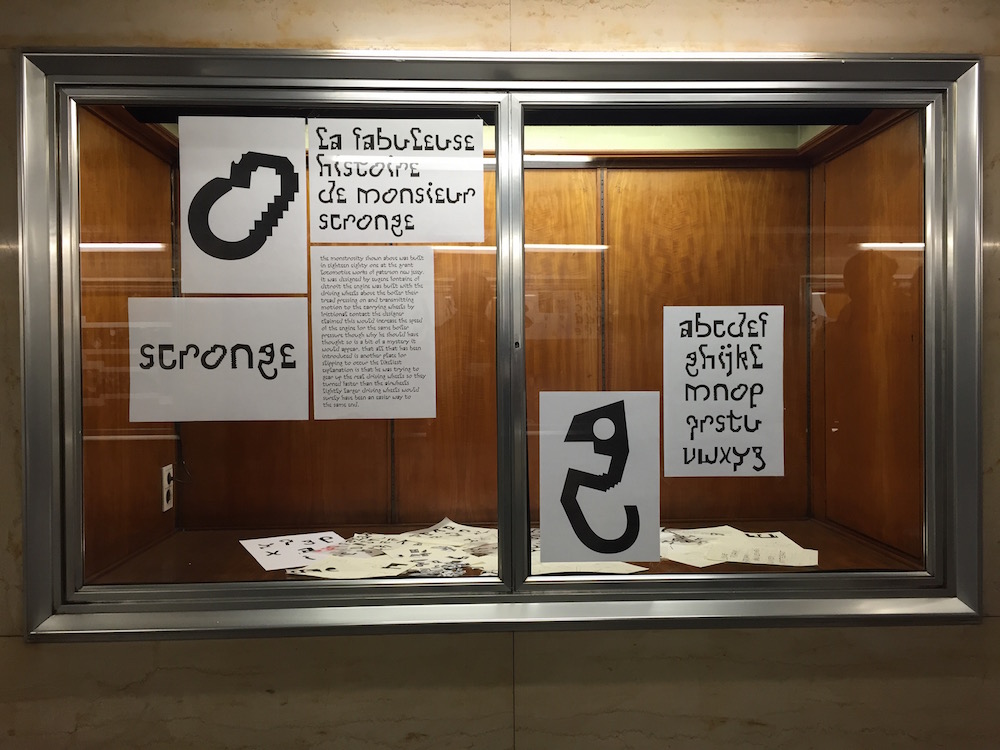 o
la fabuleuse
histoire
de monsieur
stronge
stronge
the monstrosity shown above was built
in eighteen eighty one at the grant
locomotive works of paterson new jusey.
it was designed by eugene fontaine of
detroit the engine was built with the
driving wheels above the boiler their
tread pressing on and transmitting
motion to the carrying wheels by
frictional contact the designer
claimed this would increase the speed
of the engine for the same boiler
pressure though why he should have
thought so is a bit of a mystery it
would appear. that all that has been
introduced is another place for
slipping to occur the likeliest
explanation is that he was trying to
gear up the real driving wheels so they
turned faster than the
lightly larger driving wheels would
surely have been an easier way to
the same end.
g
abcdef
ghijkl
mnop
qrstu
vwxyz